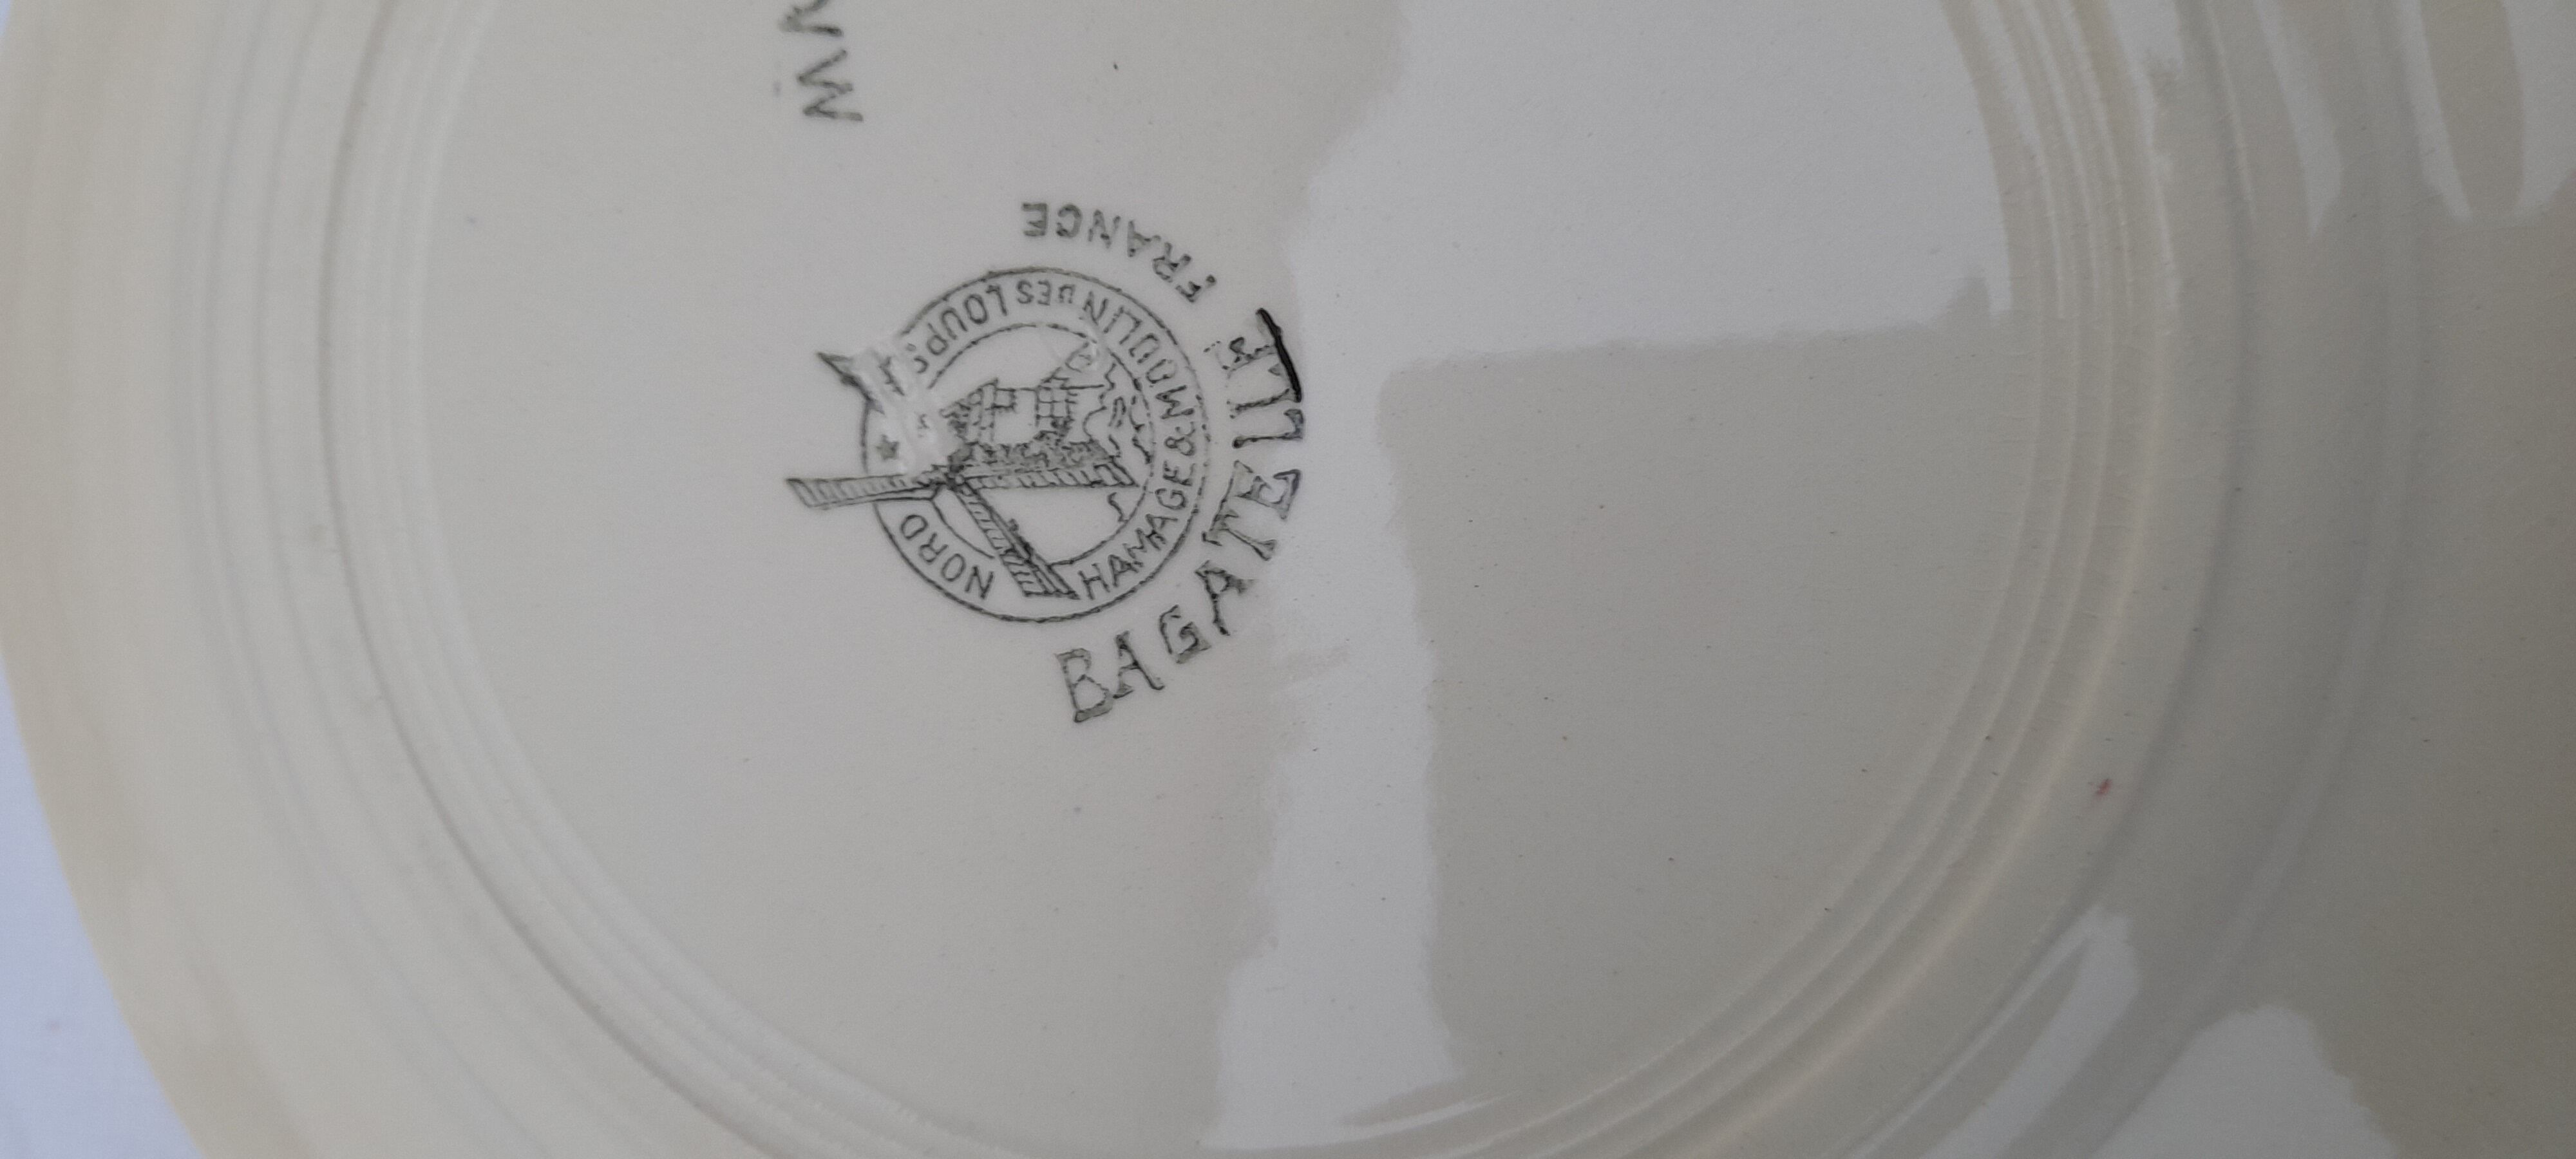 BAGATELLE
FRANCE
HAMAGE & MOULIN DES LOUPS
NORD